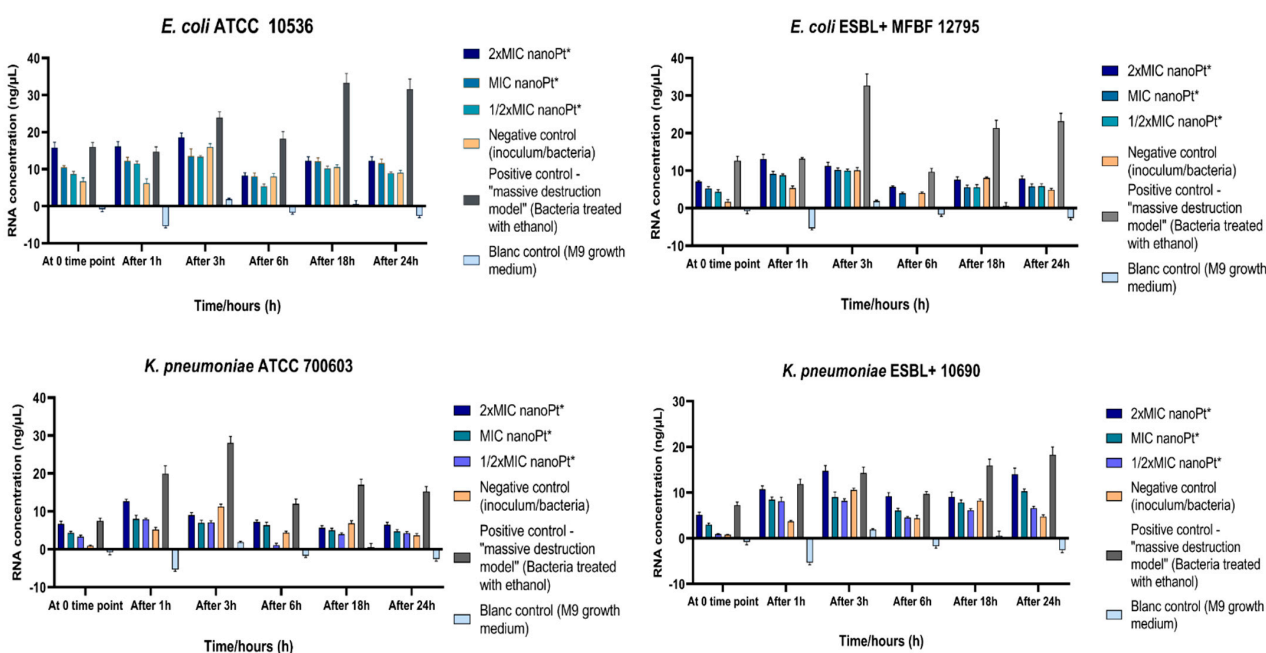 E. coli ATCC 10536
RNA concentration (ng/µL)
40
30
20
10
0
-10
At 0 time point
After 1h
After 3h
After 6h
After 18h
After 24h
Time/hours (h)
2xMIC nanoPt*
MIC nanoPt*
1/2xMIC nanoPt*
Negative control
(inoculum/bacteria)
Positive control -
"massive destruction
model" (Bacteria treated
with ethanol)
Blanc control (M9 growth
medium)
E. coli ESBL+ MFBF 12795
RNA concentration (ng/µL)
40
30
20
10
0
-10
At 0 time point
After 1h
After 3h
After 6h
After 18h
After 24h
Time/hours (h)
2xMIC nanoPt*
MIC nanoPt*
1/2xMIC nanoPt*
Negative control
(inoculum/bacteria)
Positive control -
"massive destruction
model" (Bacteria treated
with ethanol)
Blanc control (M9 growth
medium)
K. pneumoniae ATCC 700603
RNA concentration (ng/µL)
40
30
20
10
0
-10
At 0 time point
After 1h
After 3h
After 6h
After 18h
After 24h
Time/hours (h)
2xMIC nanoPt*
MIC nanoPt*
1/2xMIC nanoPt*
Negative control
(inoculum/bacteria)
Positive control -
"massive destruction
model" (Bacteria treated
with ethanol)
Blanc control (M9 growth
medium)
K. pneumoniae ESBL+ 10690
RNA concentration (ng/µL)
30
20
10
0
-10
At 0 time point
After 1h
After 3h
After 6h
After 18h
After 24h
Time/hours (h)
2xMIC nanoPt*
MIC nanoPt*
1/2xMIC nanoPt*
Negative control
(inoculum/bacteria)
Positive control -
"massive destruction
model" (Bacteria treated
with ethanol)
Blanc control (M9 growth
medium)